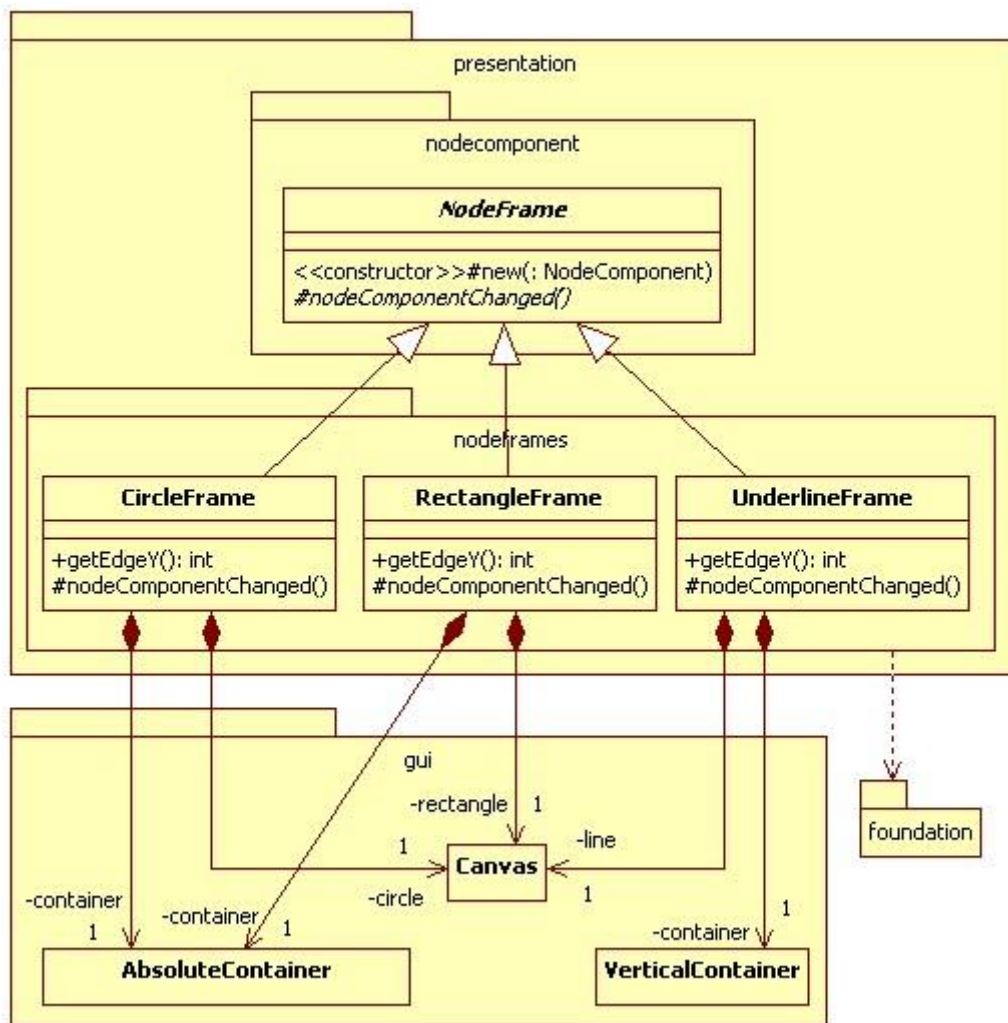 presentation
nodecomponent
NodeFrame
<<constructor>>#new(: NodeComponent)
#nodeComponentChanged()
nodeframes
CircleFrame
+getEdgeY(): int
#nodeComponentChanged()
RectangleFrame
+getEdgeY(): int
#nodeComponentChanged()
UnderlineFrame
+getEdgeY(): int
#nodeComponentChanged()
gui
-rectangle
1
-line
1
Canvas
1
-circle
-container
1
-container
1
1
-container
AbsoluteContainer
VerticalContainer
foundation